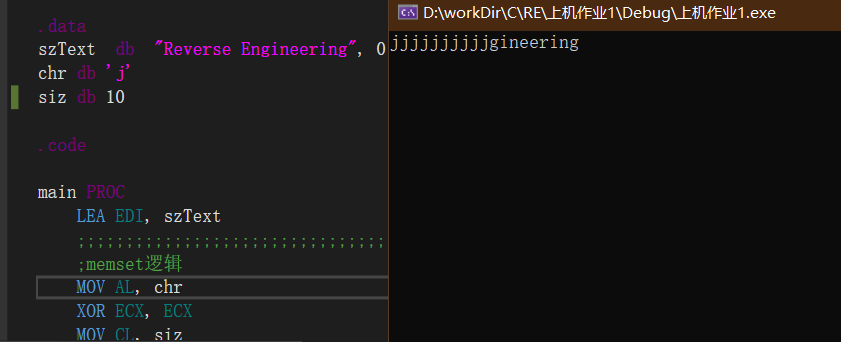 .data
szText db "Reverse Engineering", 0
chr db 'j'
siz db 10
.code
main PROC
LEA EDI, szText
;;;;;;;;;;;;;;;;;;;;;;;;;;;;;;;;
;memset逻辑
MOV AL, chr
XOR ECX, ECX
MOV CL, siz
D:\workDir\C\RE\上机作业1\Debug\上机作业1.exe
jjjjjjjjjjgineering